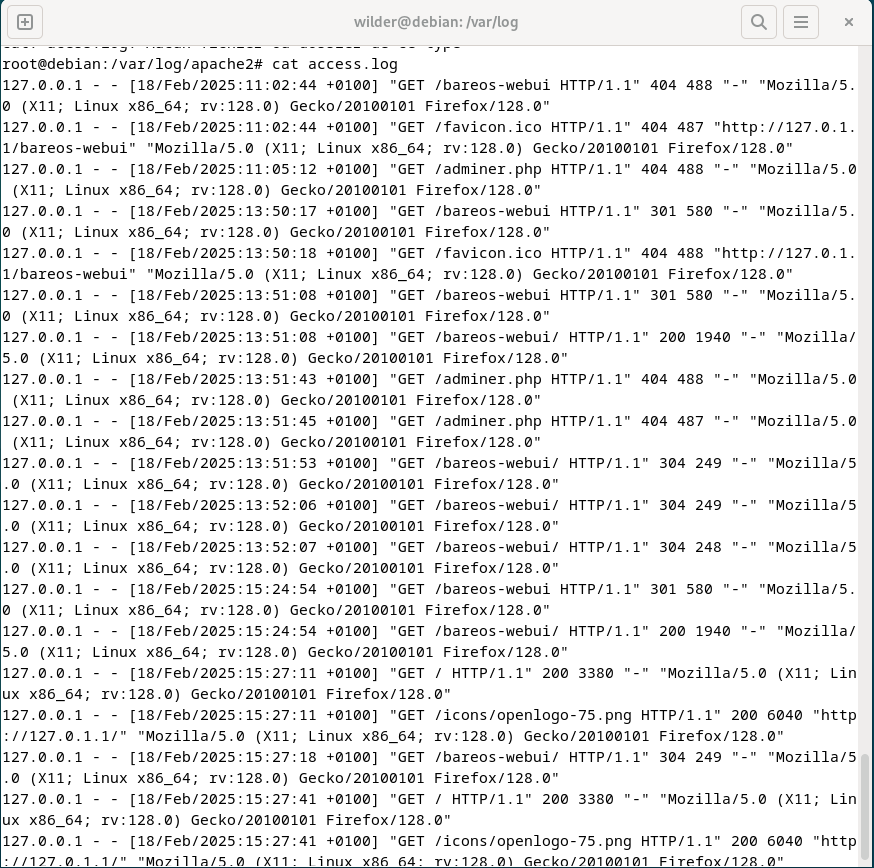 wilder@debian: /var/log
root@debian:/var/log/apache2# cat access.log
127.0.0.1 - - [18/Feb/2025:11:02:44 +0100] "GET /bareos-webui HTTP/1.1" 404 488 "-" "Mozilla/5.
0 (X11; Linux x86_64; rv:128.0) Gecko/20100101 Firefox/128.0"
127.0.0.1 - - [18/Feb/2025:11:02:44 +0100] "GET /favicon.ico HTTP/1.1" 404 487 "http://127.0.1.
1/bareos-webui" "Mozilla/5.0 (X11; Linux x86_64; rv:128.0) Gecko/20100101 Firefox/128.0"
127.0.0.1 - - [18/Feb/2025:11:05:12 +0100] "GET /adminer.php HTTP/1.1" 404 488 "-" "Mozilla/5.0
 (X11; Linux x86_64; rv:128.0) Gecko/20100101 Firefox/128.0"
127.0.0.1 - - [18/Feb/2025:13:50:17 +0100] "GET /bareos-webui HTTP/1.1" 301 580 "-" "Mozilla/5.
0 (X11; Linux x86_64; rv:128.0) Gecko/20100101 Firefox/128.0"
127.0.0.1 - - [18/Feb/2025:13:50:18 +0100] "GET /favicon.ico HTTP/1.1" 404 488 "http://127.0.1.
1/bareos-webui" "Mozilla/5.0 (X11; Linux x86_64; rv:128.0) Gecko/20100101 Firefox/128.0"
127.0.0.1 - - [18/Feb/2025:13:51:08 +0100] "GET /bareos-webui HTTP/1.1" 301 580 "-" "Mozilla/5.
0 (X11; Linux x86_64; rv:128.0) Gecko/20100101 Firefox/128.0"
127.0.0.1 - - [18/Feb/2025:13:51:08 +0100] "GET /bareos-webui/ HTTP/1.1" 200 1940 "-" "Mozilla/
5.0 (X11; Linux x86_64; rv:128.0) Gecko/20100101 Firefox/128.0"
127.0.0.1 - - [18/Feb/2025:13:51:43 +0100] "GET /adminer.php HTTP/1.1" 404 488 "-" "Mozilla/5.0
 (X11; Linux x86_64; rv:128.0) Gecko/20100101 Firefox/128.0"
127.0.0.1 - - [18/Feb/2025:13:51:45 +0100] "GET /adminer.php HTTP/1.1" 404 487 "-" "Mozilla/5.0
 (X11; Linux x86_64; rv:128.0) Gecko/20100101 Firefox/128.0"
127.0.0.1 - - [18/Feb/2025:13:51:53 +0100] "GET /bareos-webui/ HTTP/1.1" 304 249 "-" "Mozilla/5
.0 (X11; Linux x86_64; rv:128.0) Gecko/20100101 Firefox/128.0"
127.0.0.1 - - [18/Feb/2025:13:52:06 +0100] "GET /bareos-webui/ HTTP/1.1" 304 249 "-" "Mozilla/5
.0 (X11; Linux x86_64; rv:128.0) Gecko/20100101 Firefox/128.0"
127.0.0.1 - - [18/Feb/2025:13:52:07 +0100] "GET /bareos-webui/ HTTP/1.1" 304 248 "-" "Mozilla/5
.0 (X11; Linux x86_64; rv:128.0) Gecko/20100101 Firefox/128.0"
127.0.0.1 - - [18/Feb/2025:15:24:54 +0100] "GET /bareos-webui HTTP/1.1" 301 580 "-" "Mozilla/5.
0 (X11; Linux x86_64; rv:128.0) Gecko/20100101 Firefox/128.0"
127.0.0.1 - - [18/Feb/2025:15:24:54 +0100] "GET /bareos-webui/ HTTP/1.1" 200 1940 "-" "Mozilla/
5.0 (X11; Linux x86_64; rv:128.0) Gecko/20100101 Firefox/128.0"
127.0.0.1 - - [18/Feb/2025:15:27:11 +0100] "GET / HTTP/1.1" 200 3380 "-" "Mozilla/5.0 (X11; Lin
ux x86_64; rv:128.0) Gecko/20100101 Firefox/128.0"
127.0.0.1 - - [18/Feb/2025:15:27:11 +0100] "GET /icons/openlogo-75.png HTTP/1.1" 200 6040 "http
://127.0.1.1/" "Mozilla/5.0 (X11; Linux x86_64; rv:128.0) Gecko/20100101 Firefox/128.0"
127.0.0.1 - - [18/Feb/2025:15:27:18 +0100] "GET /bareos-webui/ HTTP/1.1" 304 249 "-" "Mozilla/5
.0 (X11; Linux x86_64; rv:128.0) Gecko/20100101 Firefox/128.0"
127.0.0.1 - - [18/Feb/2025:15:27:41 +0100] "GET / HTTP/1.1" 200 3380 "-" "Mozilla/5.0 (X11; Lin
ux x86_64; rv:128.0) Gecko/20100101 Firefox/128.0"
127.0.0.1 - - [18/Feb/2025:15:27:41 +0100] "GET /icons/openlogo-75.png HTTP/1.1" 200 6040 "http
://127.0.1.1/" "Mozilla/5.0 (X11; Linux x86_64; rv:128.0) Gecko/20100101 Firefox/128.0"